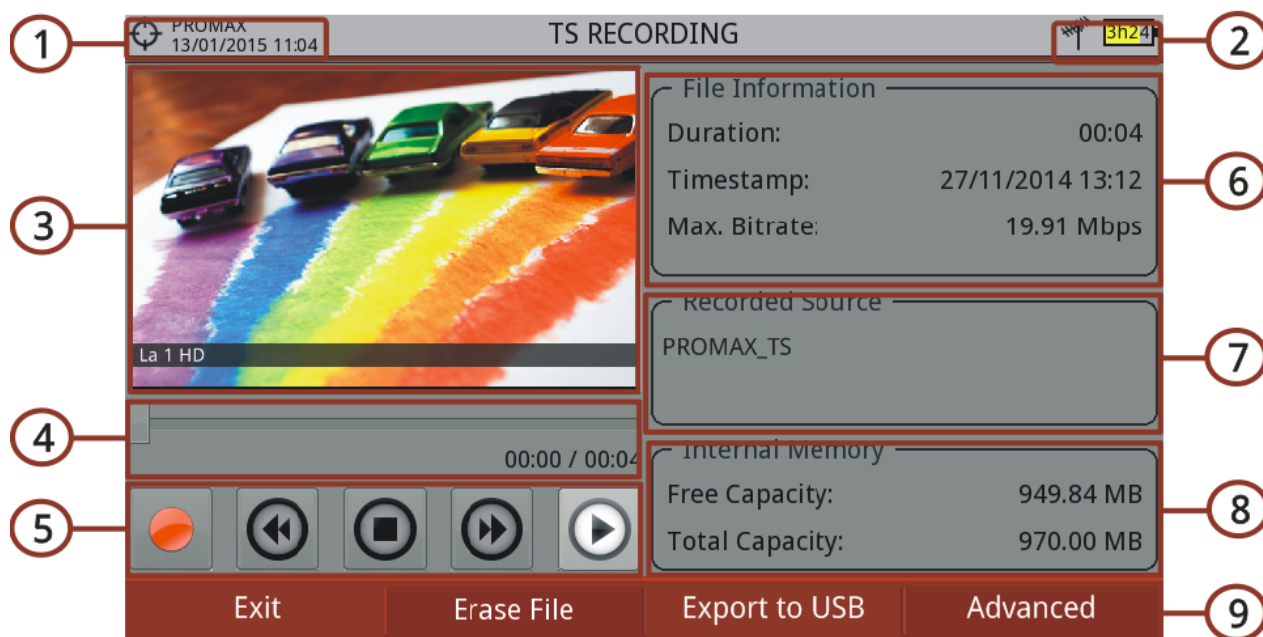 PROMAX
13/01/2015 11:04
TS RECORDING
3h24
1
2
3
La 1 HD
4
00:00 / 00:04
5
File Information
Duration: 00:04
Timestamp: 27/11/2014 13:12
Max. Bitrate: 19.91 Mbps
6
Recorded Source
PROMAX_TS
7
Internal Memory
Free Capacity: 949.84 MB
Total Capacity: 970.00 MB
8
Exit
Erase File
Export to USB
Advanced
9